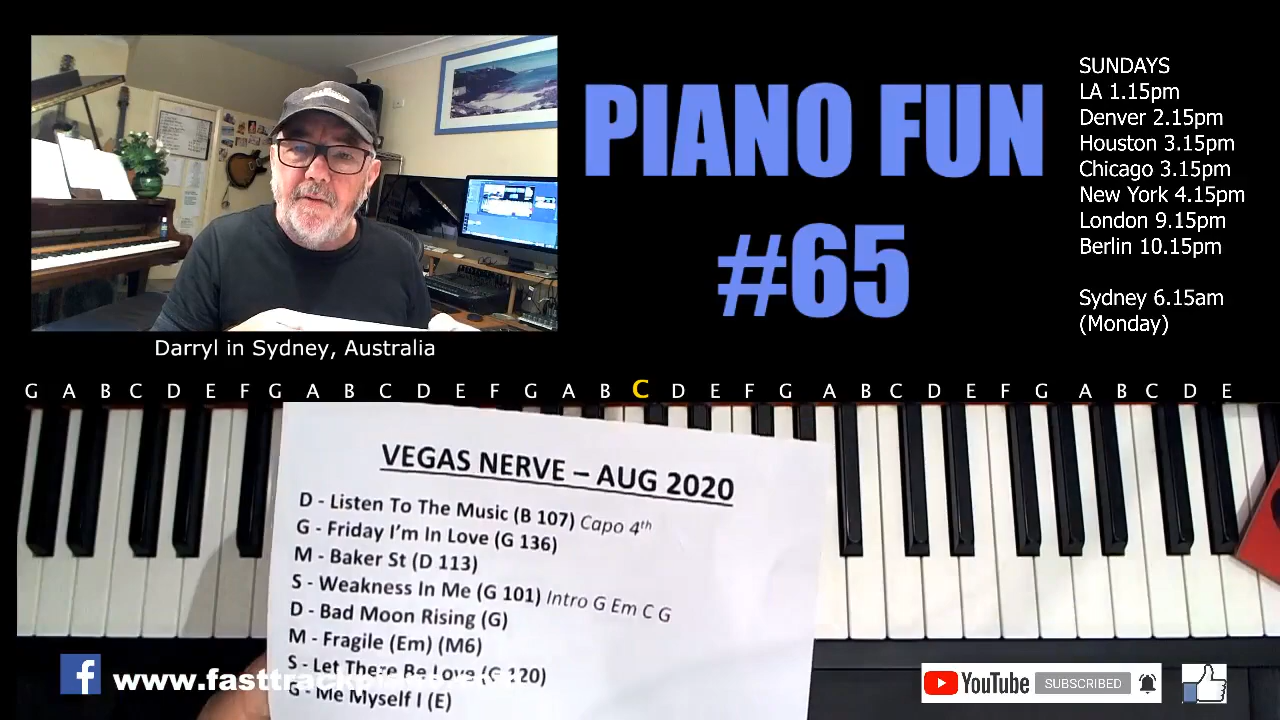 PIANO FUN
#65
SUNDAYS
LA 1.15pm
Denver 2.15pm
Houston 3.15pm
Chicago 3.15pm
New York 4.15pm
London 9.15pm
Berlin 10.15pm
Sydney 6.15am
(Monday)
Darryl in Sydney, Australia
G A B C D E F G A B C D E F G A B C D E F G A B C D E F G A B C D E
VEGAS NERVE – AUG 2020
D - Listen To The Music (B 107) Capo 4th
G - Friday I'm In Love (G 136)
M - Baker St (D 113)
S - Weakness In Me (G 101) Intro G Em C G
D - Bad Moon Rising (G)
M - Fragile (Em) (M6)
S - Let There Be Love (G 120)
G - Me Myself I (E)
f www.fasttrack
YouTube SUBSCRIBED